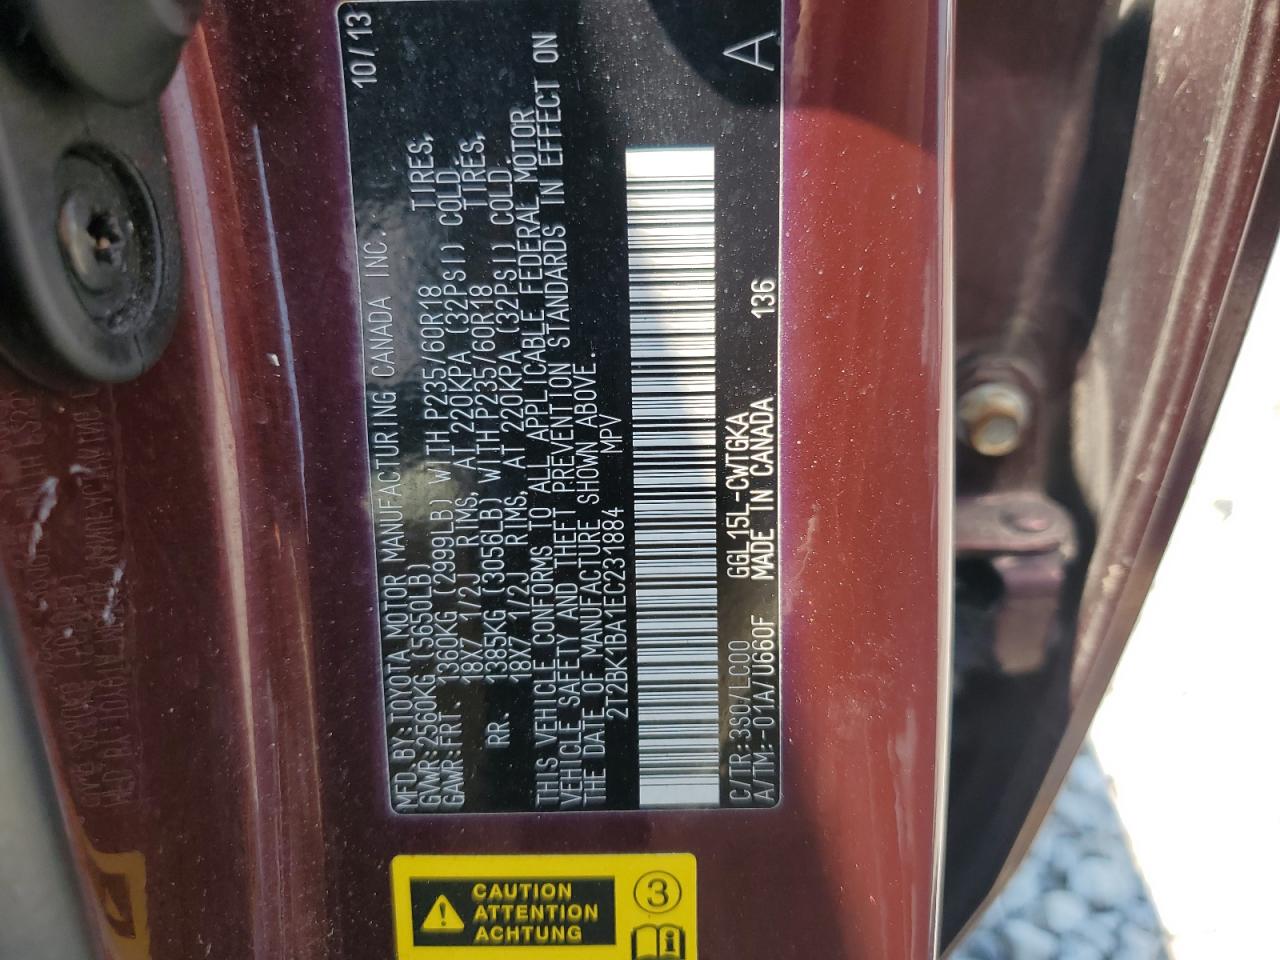 MFD. BY: TOYOTA MOTOR MANUFACTURING CANADA INC. 10/13
GVWR: 2560KG (5650LB)
GAWR: FRT. 1360KG (2999LB) WITH P235/60R18 TIRES,
18X7 1/2J RIMS, AT 220KPA (32PSI) COLD
RR. 1385KG (3056LB) WITH P235/60R18 TIRES,
18X7 1/2J RIMS, AT 220KPA (32PSI) COLD.
THIS VEHICLE CONFORMS TO ALL APPLICABLE FEDERAL MOTOR
VEHICLE SAFETY AND THEFT PREVENTION STANDARDS IN EFFECT ON
THE DATE OF MANUFACTURE SHOWN ABOVE.
2T2BK1BA1EC231884 MPV
C/TR: 3S0/LC00 GGL15L-CWTGKA 136 A
A/TM: -01A/U660F MADE IN CANADA
CAUTION
ATTENTION
ACHTUNG
3